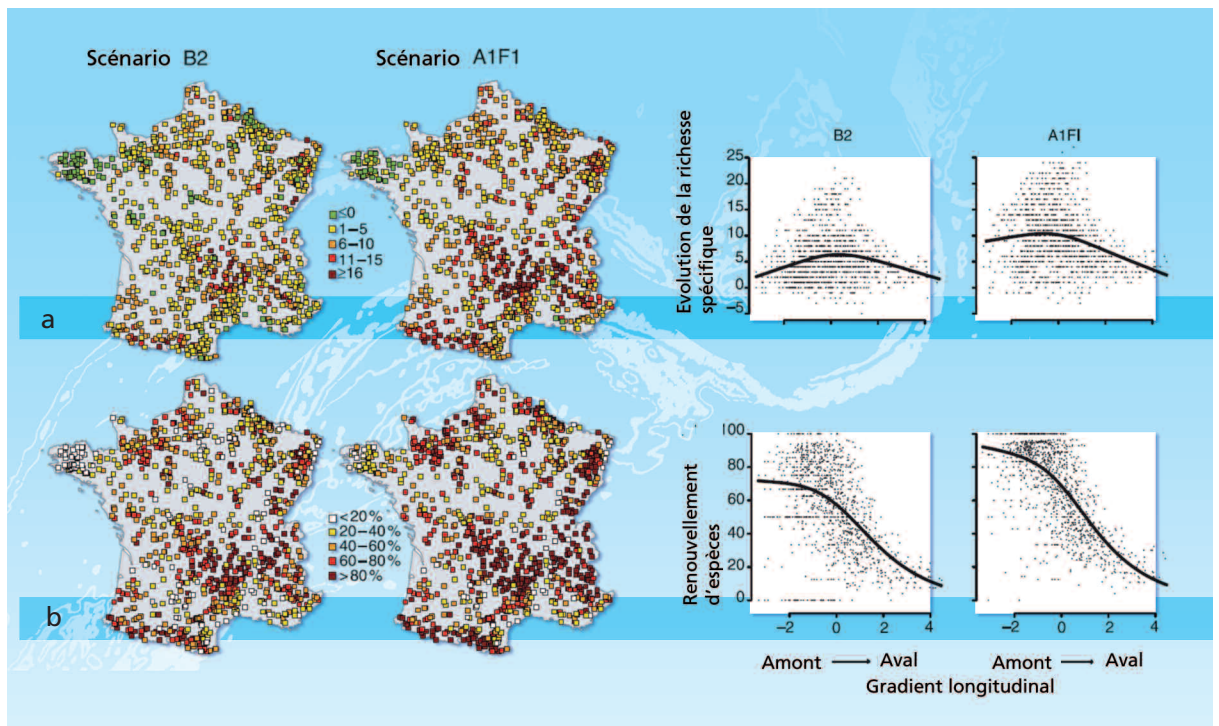 Scénario B2
Scénario A1F1
≤0
1–5
6–10
11–15
≥16
a
B2
A1FI
Evolution de la richesse
spécifique
25
20
15
10
5
0
–5
<20%
20–40%
40–60%
60–80%
>80%
b
Renouvellement
d'espèces
100
80
60
40
20
0
–2 0 2 4
–2 0 2 4
Amont Aval
Amont Aval
Gradient longitudinal